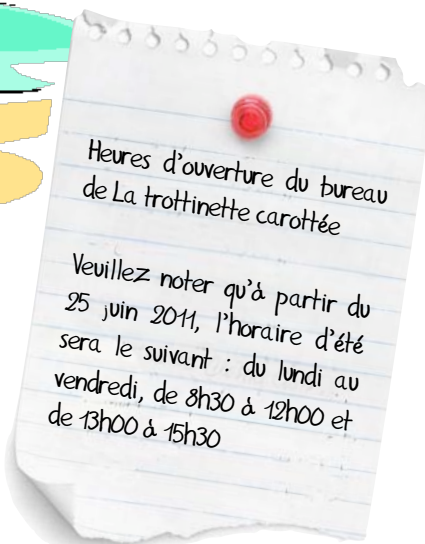 Heures d'ouverture du bureau
de La trottinette carottée
Veuillez noter qu'à partir du
25 juin 2011, l'horaire d'été
sera le suivant : du lundi au
vendredi, de 8h30 à 12h00 et
de 13h00 à 15h30